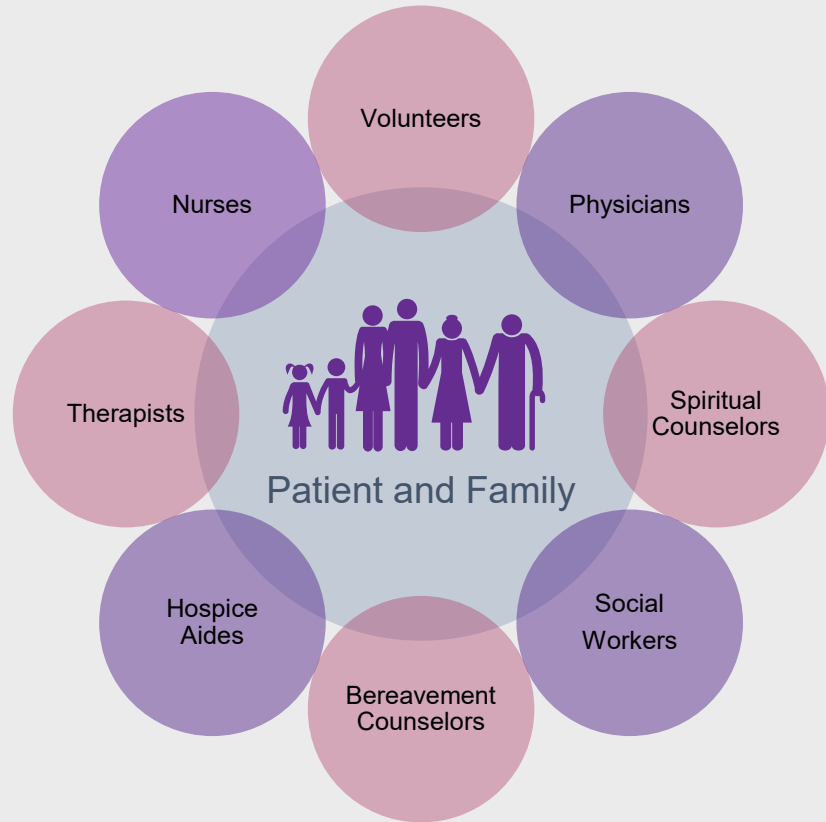 Volunteers
Nurses
Physicians
Therapists
Spiritual
Counselors
Patient and Family
Hospice
Aides
Social
Workers
Bereavement
Counselors